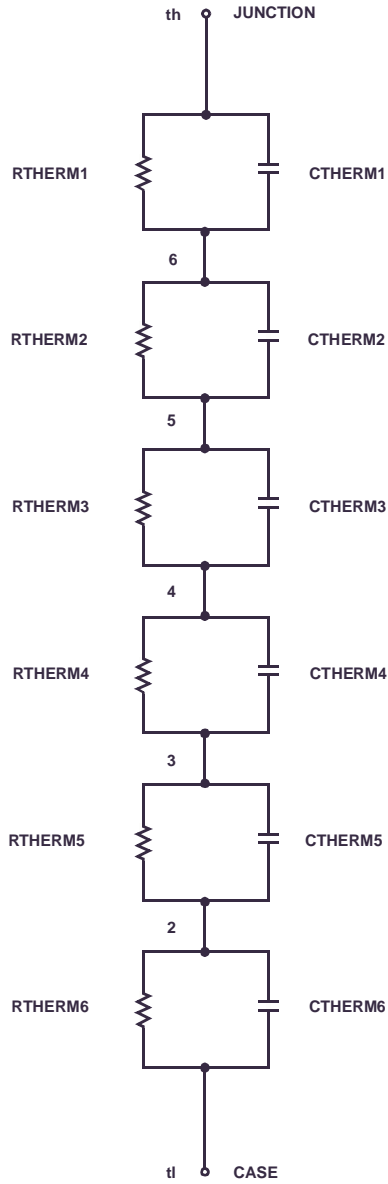 th JUNCTION
RTHERM1 CTHERM1
6
RTHERM2 CTHERM2
5
RTHERM3 CTHERM3
4
RTHERM4 CTHERM4
3
RTHERM5 CTHERM5
2
RTHERM6 CTHERM6
tl CASE